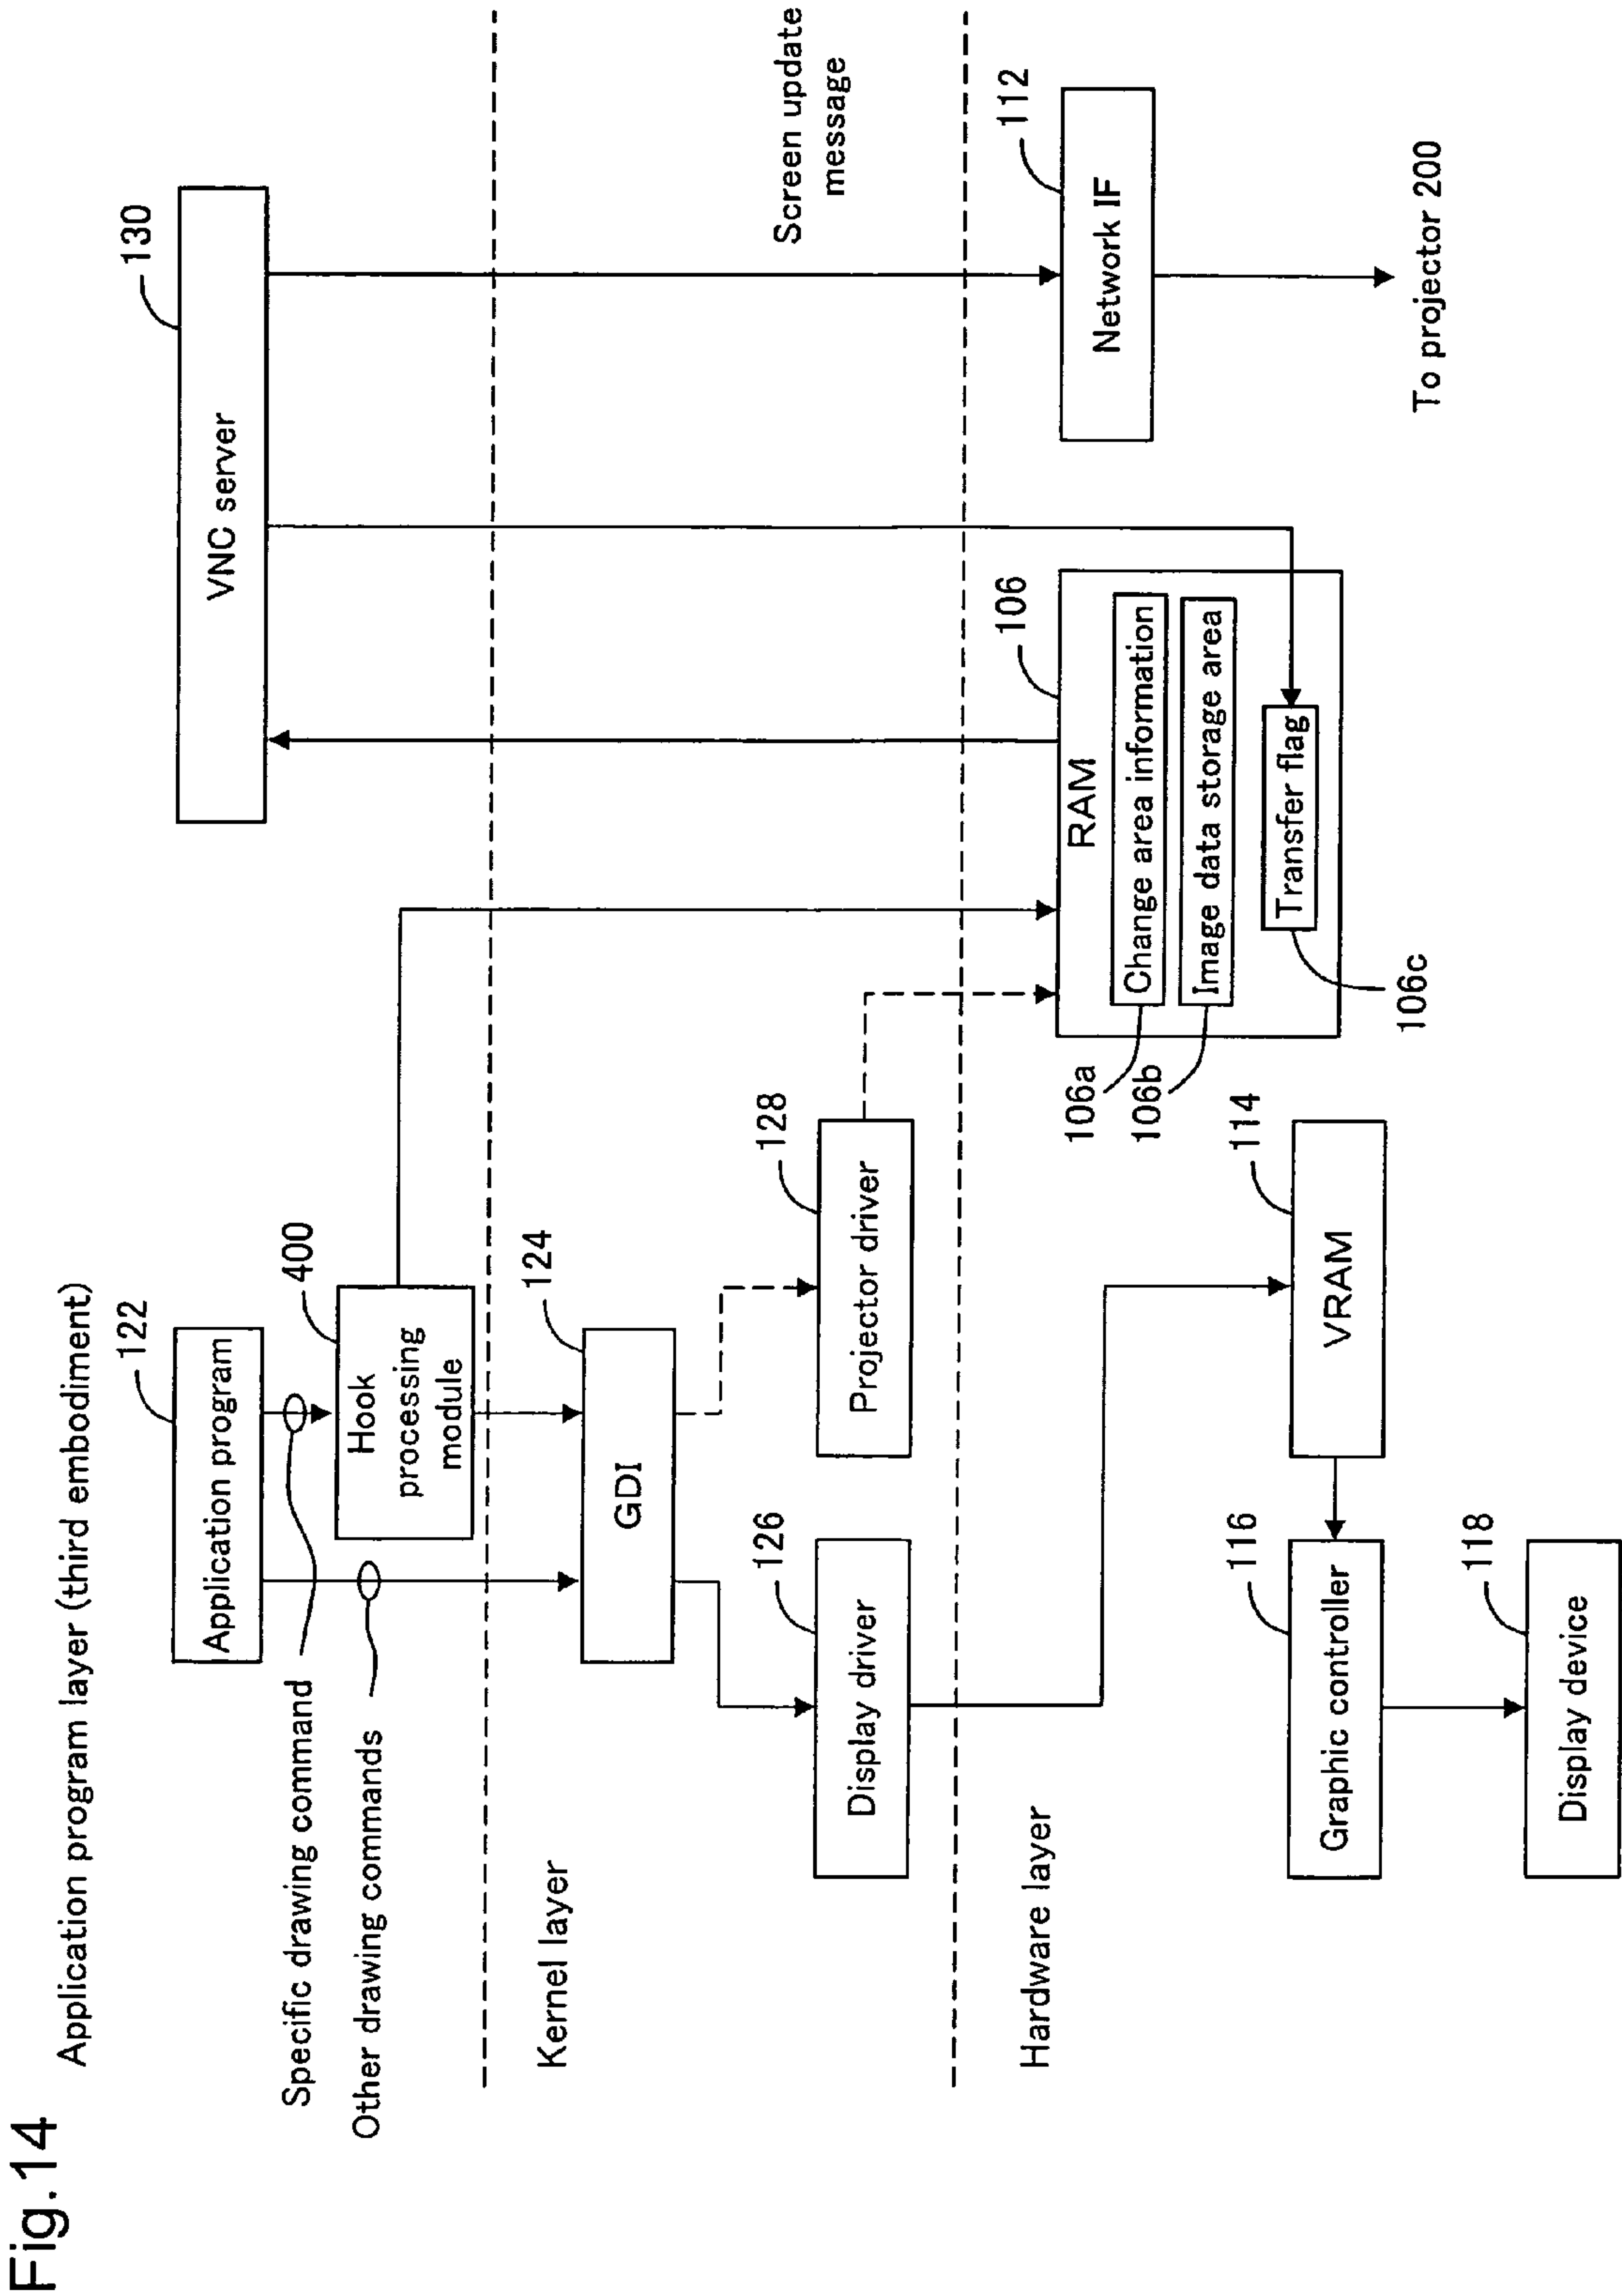 Fig.14
Application program layer (third embodiment)
122
Application program
130
VNC server
Specific drawing command
Other drawing commands
400
Hook
processing
module
Kernel layer
124
GDI
126
Display driver
128
Projector driver
Screen update
message
Hardware layer
106
RAM
Change area information
106a
Image data storage area
106b
Transfer flag
106c
112
Network IF
To projector 200
114
VRAM
116
Graphic controller
118
Display device